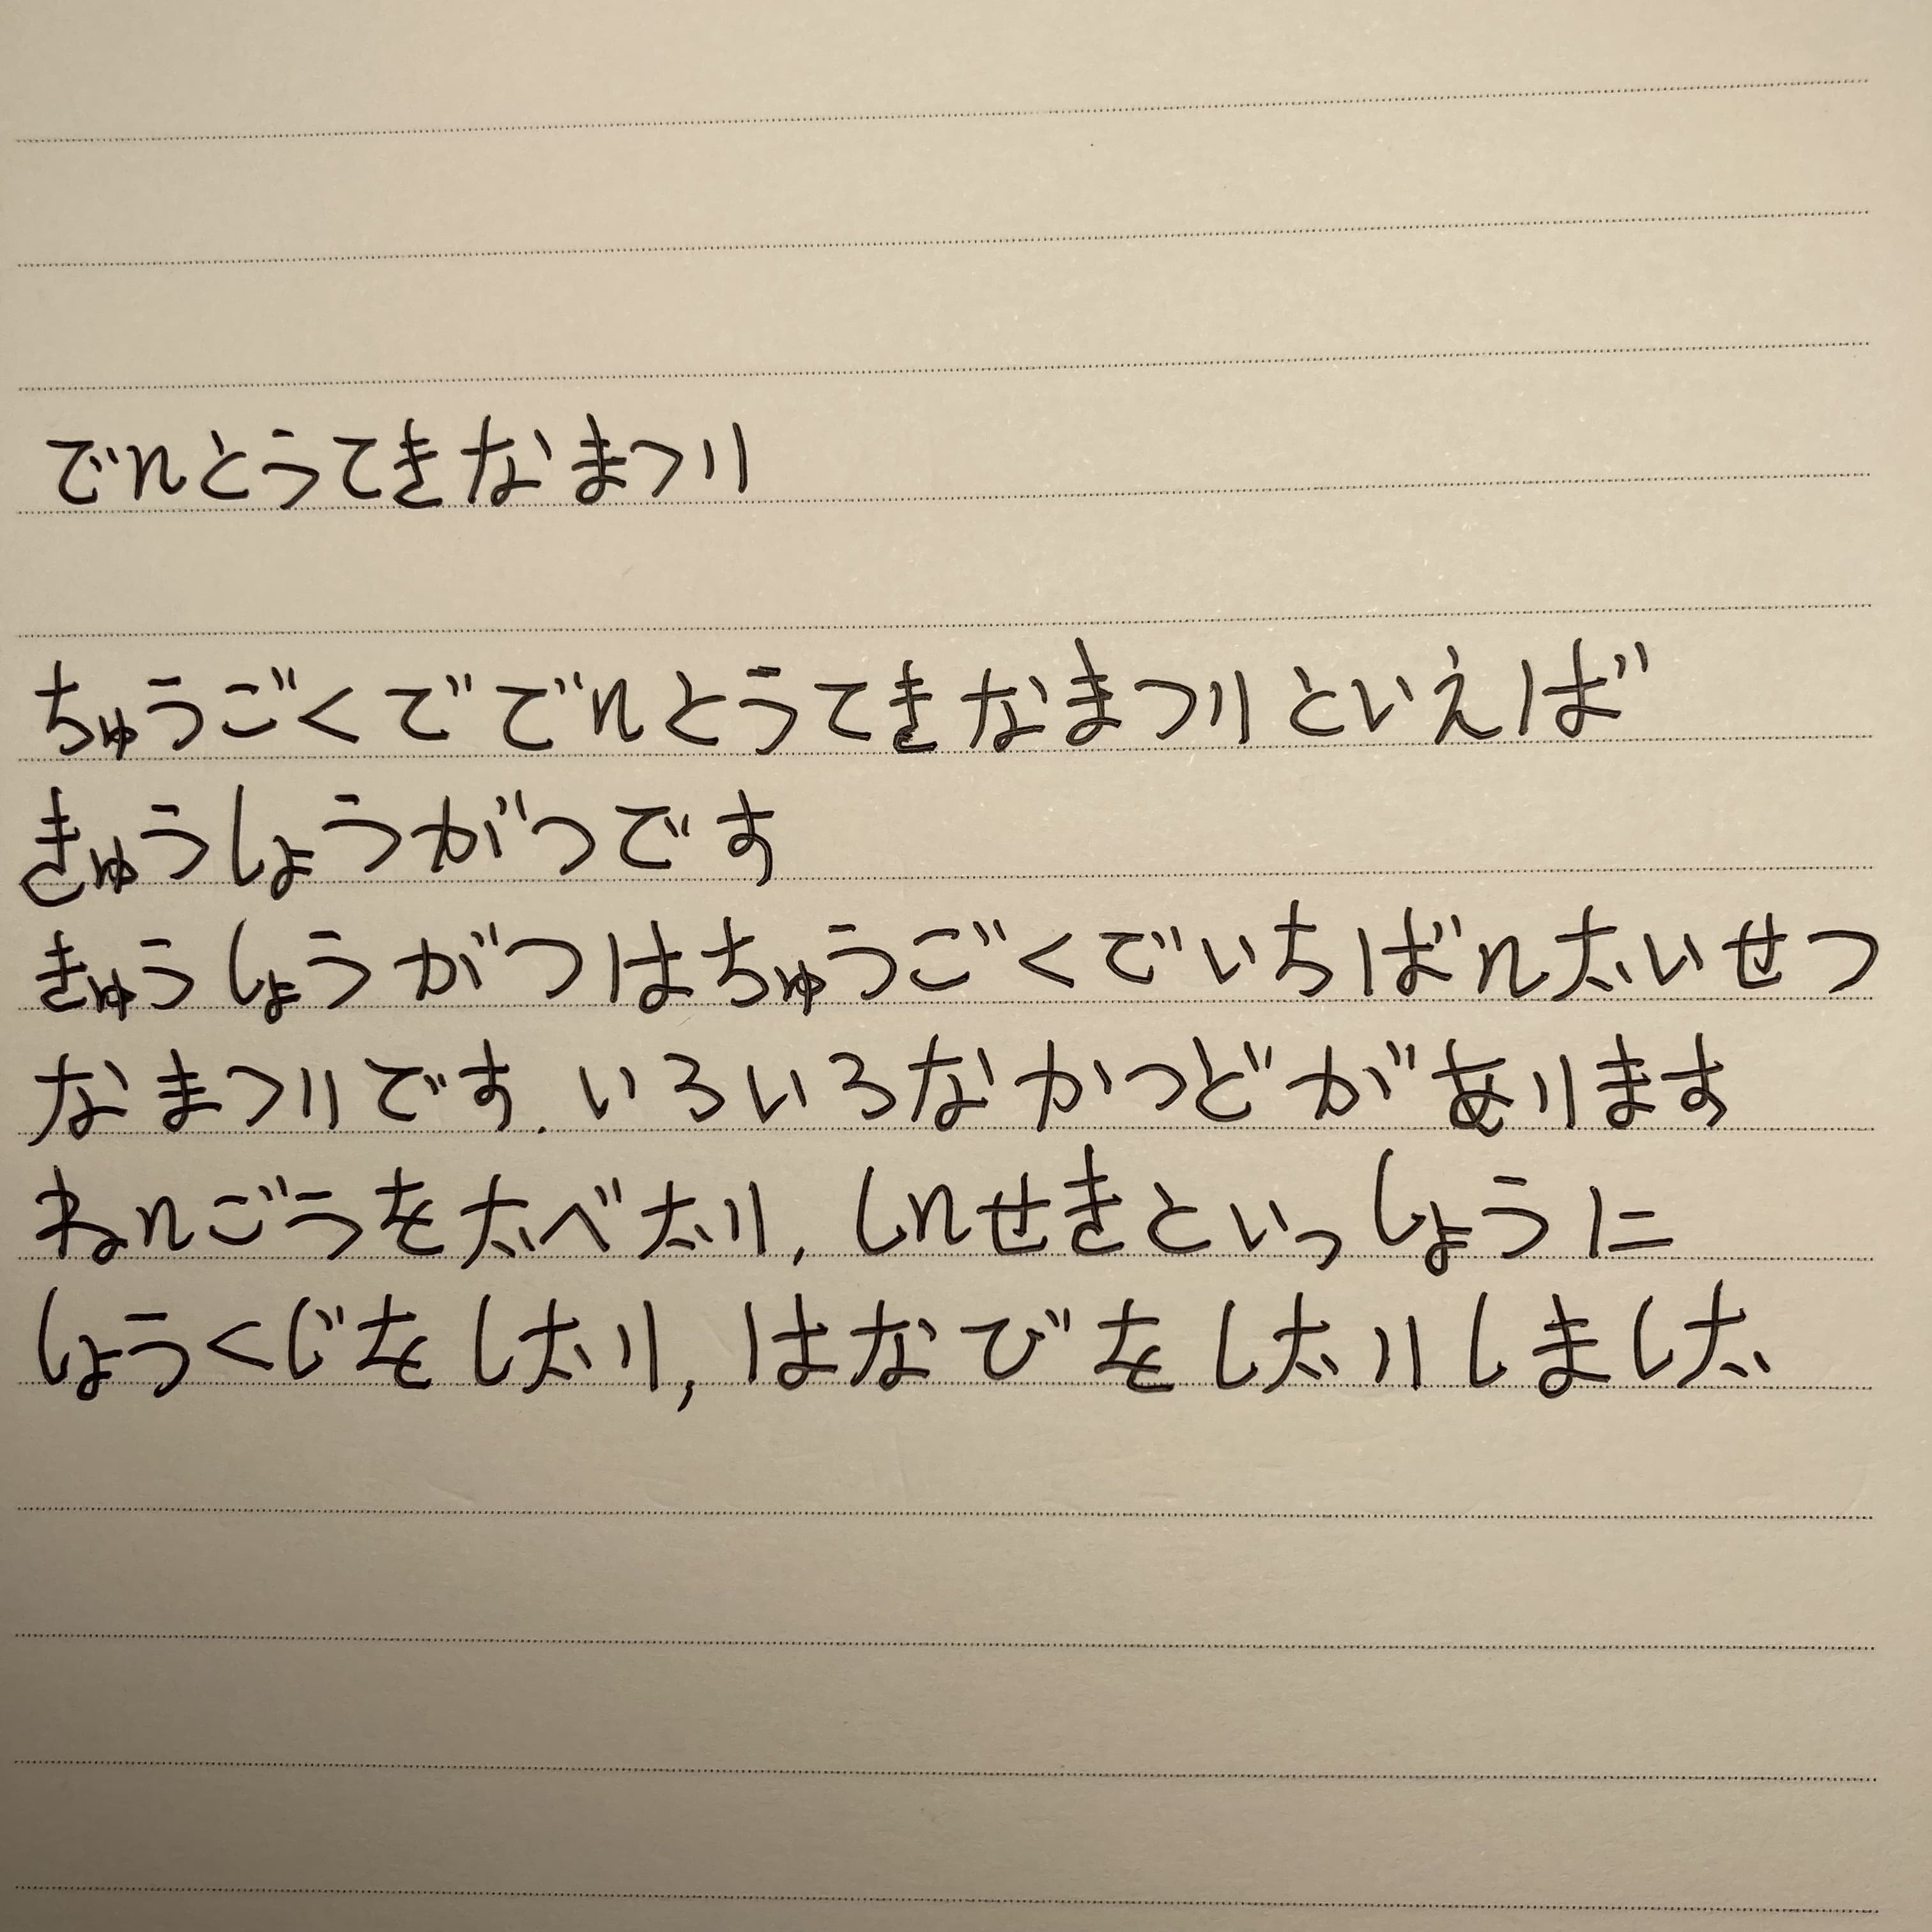 でんとうてきなまつり
ちゅうごくででんとうてきなまつりといえば
きゅうしょうがつです
きゅうしょうがつはちゅうごくでいちばんたいせつ
なまつりです.いろいろなかつどがあります
ねんごうをたべたり,しんせきといっしょうに
しょうくじをしたり,はなびをしたりしました